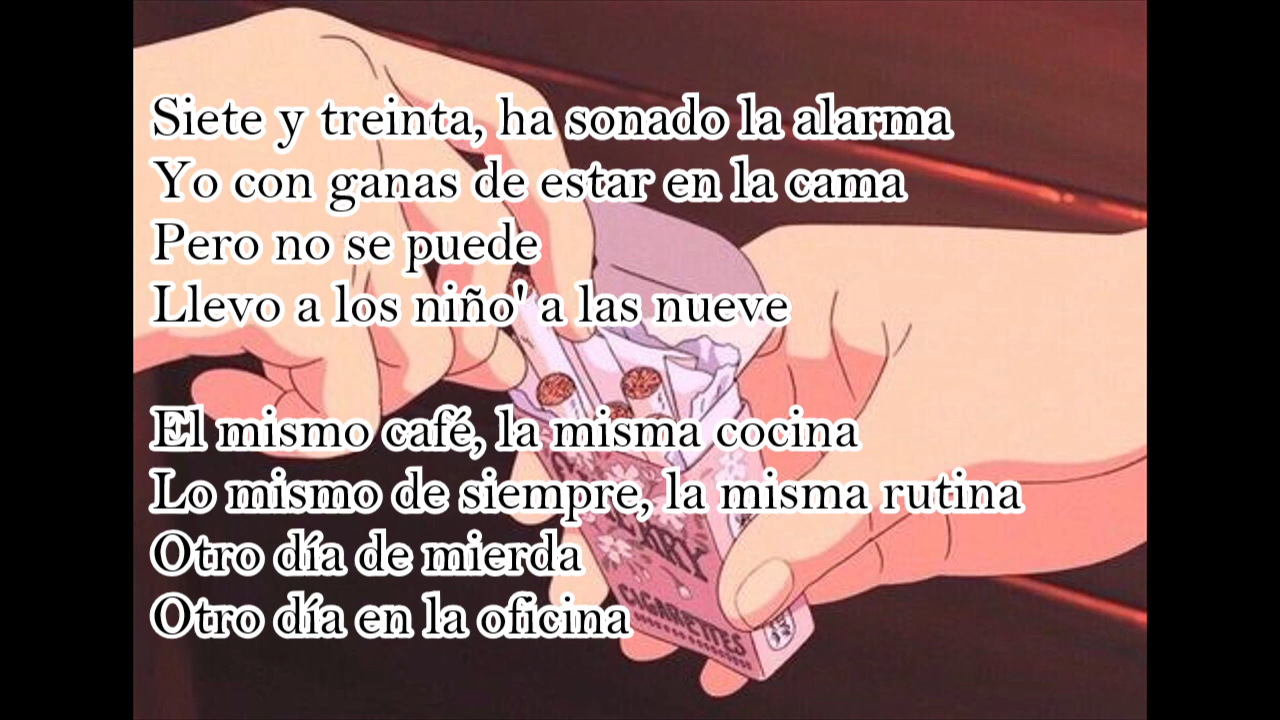 Siete y treinta, ha sonado la alarma
Yo con ganas de estar en la cama
Pero no se puede
Llevo a los niño' a las nueve
El mismo café, la misma cocina
Lo mismo de siempre, la misma rutina
Otro día de mierda
Otro día en la oficina
CIGARETTES